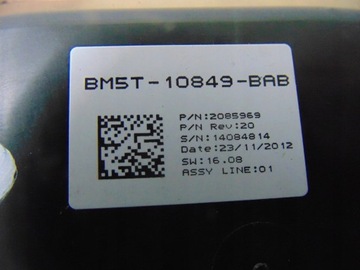 BM5T-10849-BAB
P/N:2085969
P/N Rev:20
S/N:14084814
Date:23/11/2012
SW:16.08
ASSY LINE:01